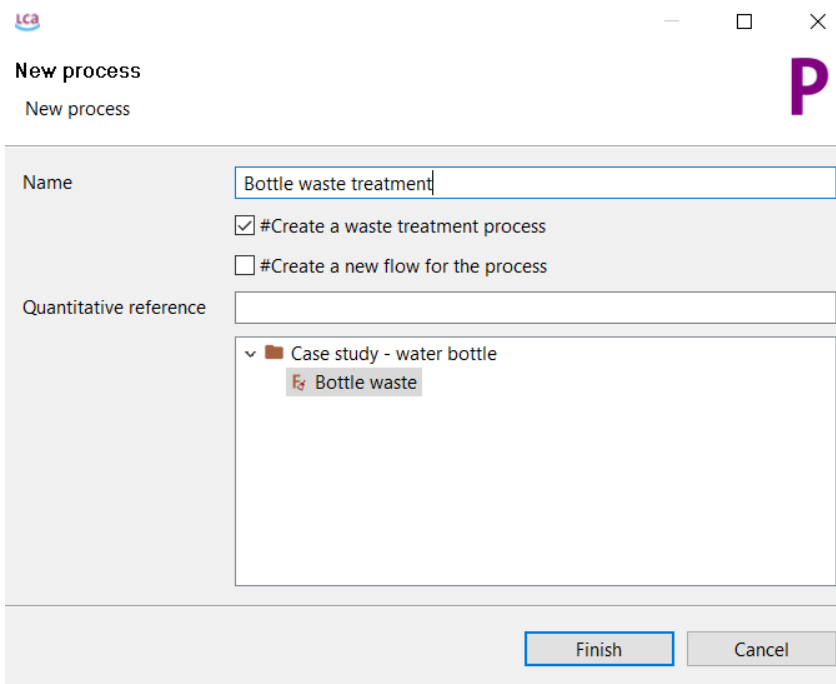 LCA
New process
P
New process
Name
Bottle waste treatment
#Create a waste treatment process
#Create a new flow for the process
Quantitative reference
Case study - water bottle
Bottle waste
Finish
Cancel